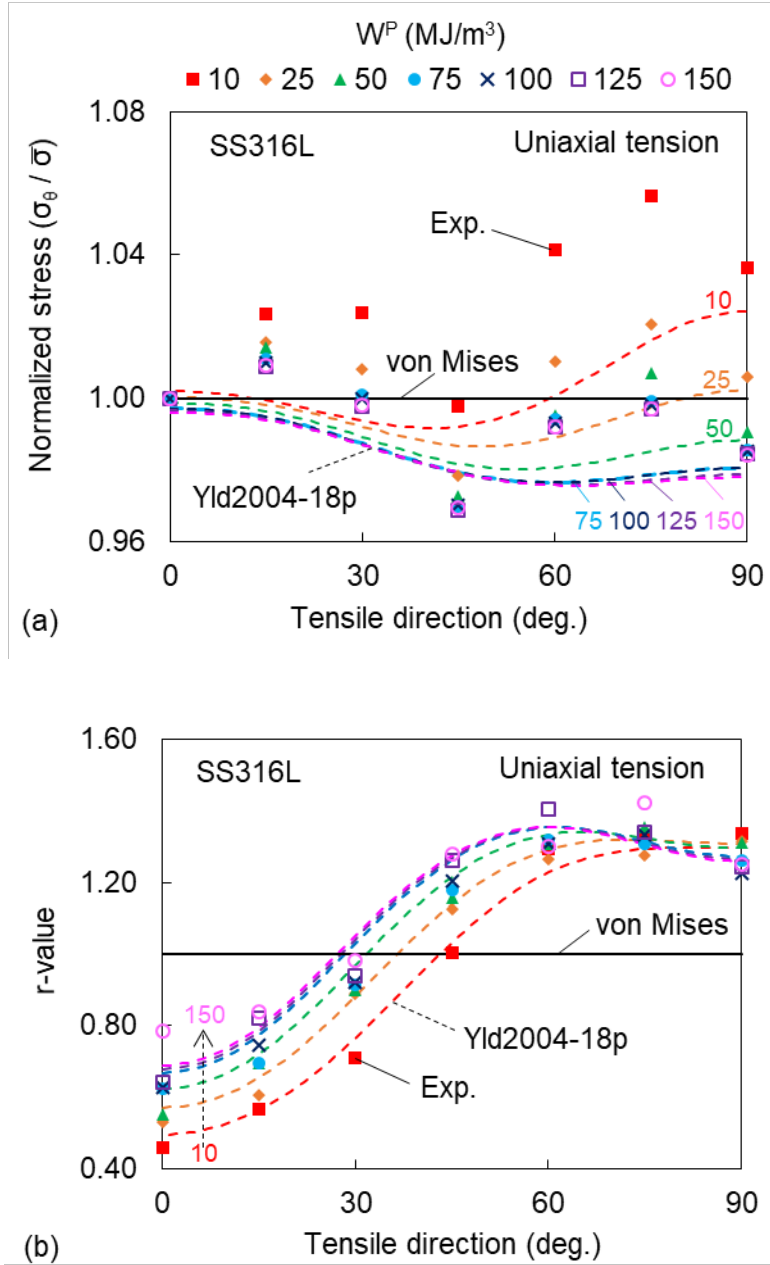 Wᴾ (MJ/m³)
10 25 50 75 100 125 150
1.08
SS316L Uniaxial tension
Exp.
1.04
10
von Mises
25
1.00
50
Yld2004-18p
75 100 125 150
0.96
0 30 60 90
Normalized stress (σθ / σ̅)
Tensile direction (deg.)
(a)
1.60
SS316L Uniaxial tension
1.20
von Mises
r-value
150
0.80
Yld2004-18p
Exp.
10
0.40
0 30 60 90
Tensile direction (deg.)
(b)